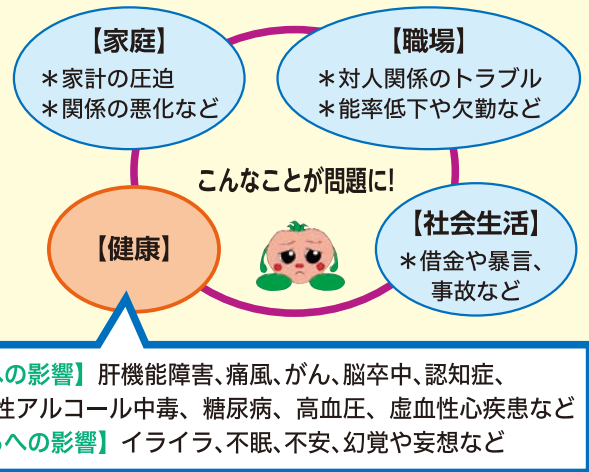 【家庭】
＊家計の圧迫
＊関係の悪化など
【職場】
＊対人関係のトラブル
＊能率低下や欠勤など
こんなことが問題に!
【健康】
【社会生活】
＊借金や暴言、
事故など
への影響】肝機能障害、痛風、がん、脳卒中、認知症、
性アルコール中毒、糖尿病、高血圧、虚血性心疾患など
への影響】イライラ、不眠、不安、幻覚や妄想など